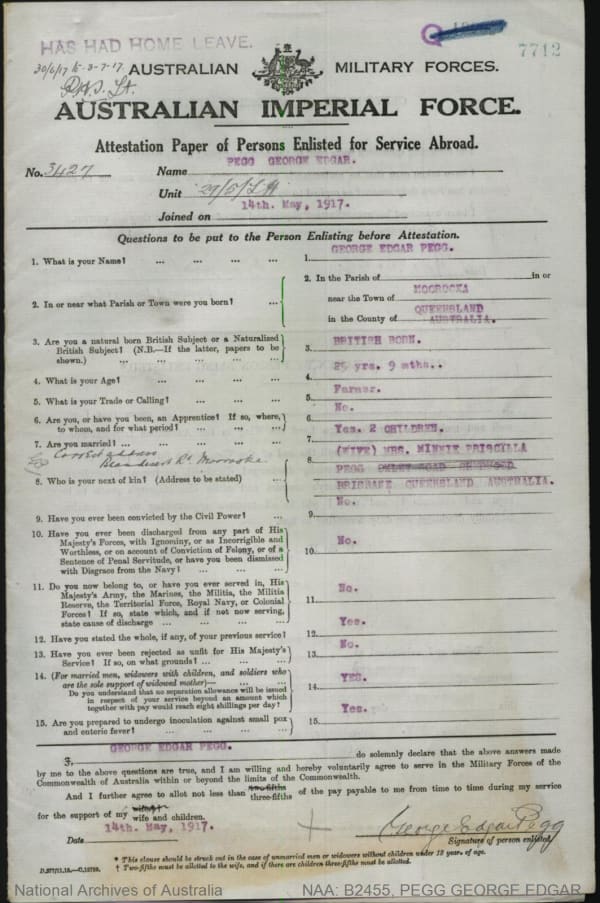 HAS HAD HOME LEAVE.
7712
30/6/17 to 8-7-17
AUSTRALIAN MILITARY FORCES.
AUSTRALIAN IMPERIAL FORCE.
Attestation Paper of Persons Enlisted for Service Abroad.
No. 3427 Name PEGG GEORGE EDGAR.
Unit 29/5/LH
Joined on 14th. May, 1917.
Questions to be put to the Person Enlisting before Attestation.
1. What is your Name? ... ... ... ...
1. GEORGE EDGAR PEGG.
2. In or near what Parish or Town were you born? ...
2. In the Parish of in or
near the Town of MOOROOKA
in the County of QUEENSLAND
AUSTRALIA.
3. Are you a natural born British Subject or a Naturalized
British Subject? (N.B.—If the latter, papers to be
shown.) ... ... ... ...
3. BRITISH BORN.
4. What is your Age? ... ... ... ...
4. 25 yrs. 9 mths..
5. What is your Trade or Calling? ... ... ...
5. Farmer.
6. Are you, or have you been, an Apprentice? If so, where,
to whom, and for what period? ... ... ...
6. No.
7. Are you married? ... ... ... ... ...
7. Yes. 2 CHILDREN.
Correct address
Beaudesert Rd Moorooka
8. Who is your next of kin? (Address to be stated) ...
8. (WIFE) MRS. MINNIE PRISCILLA
PEGG ROAD
BRISBANE QUEENSLAND AUSTRALIA.
9. Have you ever been convicted by the Civil Power? ...
9. No.
10. Have you ever been discharged from any part of His
Majesty's Forces, with Ignominy, or as Incorrigible and
Worthless, or on account of Conviction of Felony, or of a
Sentence of Penal Servitude, or have you been dismissed
with Disgrace from the Navy? ... ... ...
10. No.
11. Do you now belong to, or have you ever served in, His
Majesty's Army, the Marines, the Militia, the Militia
Reserve, the Territorial Force, Royal Navy, or Colonial
Forces? If so, state which, and if not now serving,
state cause of discharge ... ... ... ...
11. No.
12. Have you stated the whole, if any, of your previous service?
12. Yes.
13. Have you ever been rejected as unfit for His Majesty's
Service? If so, on what grounds? ... ... ...
13. No.
14. (For married men, widowers with children, and soldiers who
are the sole support of widowed mother)— ... ...
Do you understand that no separation allowance will be issued
in respect of your service beyond an amount which
together with pay would reach eight shillings per day?
14. YES.
15. Are you prepared to undergo inoculation against small pox
and enteric fever? ... ... ... ...
15. Yes.
I, GEORGE EDGAR PEGG. do solemnly declare that the above answers made
by me to the above questions are true, and I am willing and hereby voluntarily agree to serve in the Military Forces of the
Commonwealth of Australia within or beyond the limits of the Commonwealth.
And I further agree to allot not less than two-fifths three-fifths of the pay payable to me from time to time during my service
for the support of my wife wife and children.
Date 14th. May, 1917.
George Edgar Pegg
Signature of person enlisted.
* This clause should be struck out in the case of unmarried men or widowers without children under 18 years of age.
† Two-fifths must be allotted to the wife, and if there are children three-fifths must be allotted.
National Archives of Australia
NAA: B2455, PEGG GEORGE EDGAR